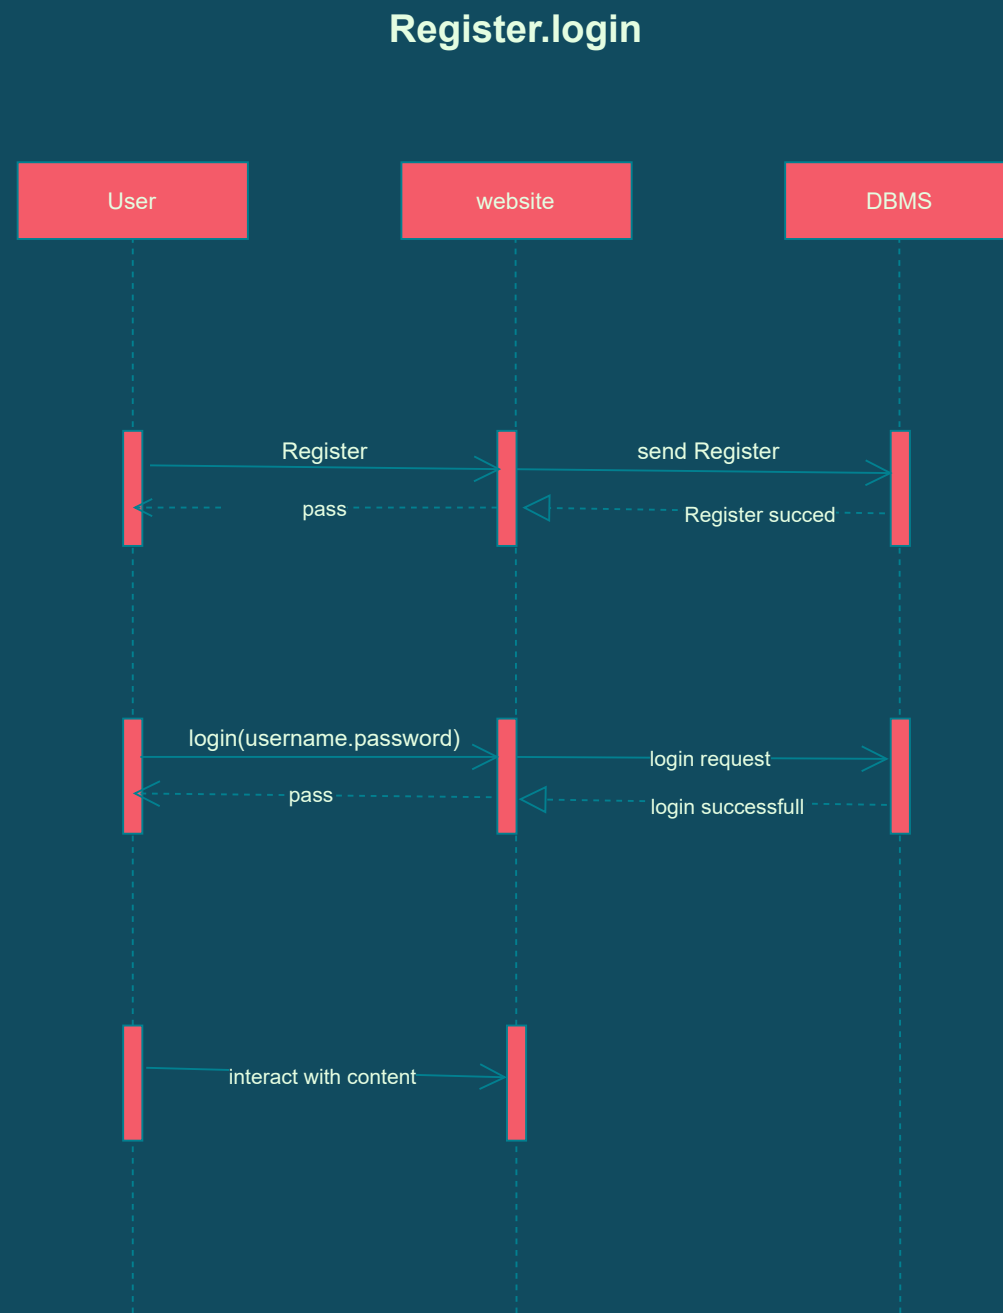 Register.login
User
website
DBMS
Register
send Register
pass
Register succed
login(username.password)
login request
pass
login successfull
interact with content